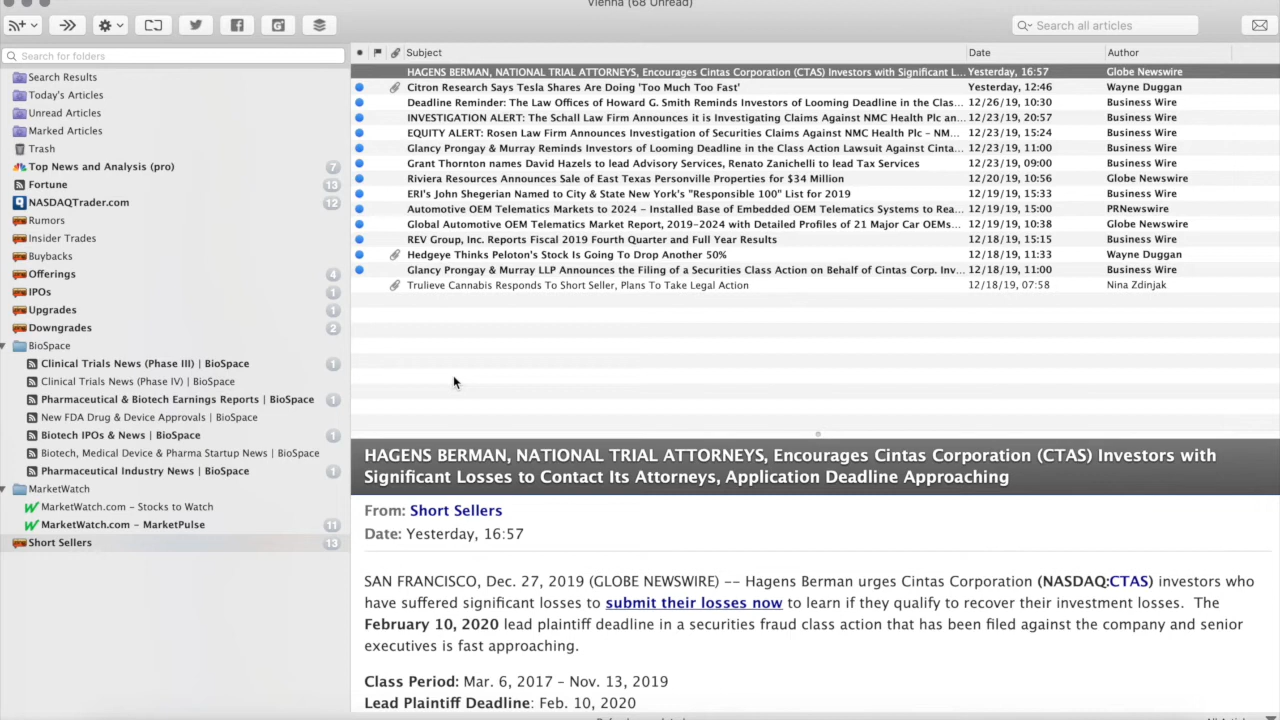 Vienna (68 Unread)
Search all articles
Search for folders
Search Results
Today's Articles
Unread Articles
Marked Articles
Trash
Top News and Analysis (pro) 7
Fortune 13
NASDAQTrader.com 12
Rumors
Insider Trades
Buybacks
Offerings 4
IPOs 1
Upgrades 1
Downgrades 2
BioSpace
Clinical Trials News (Phase III) | BioSpace 1
Clinical Trials News (Phase IV) | BioSpace
Pharmaceutical & Biotech Earnings Reports | BioSpace 1
New FDA Drug & Device Approvals | BioSpace
Biotech IPOs & News | BioSpace 1
Biotech, Medical Device & Pharma Startup News | BioSpace
Pharmaceutical Industry News | BioSpace 1
MarketWatch
MarketWatch.com - Stocks to Watch
MarketWatch.com - MarketPulse 11
Short Sellers 13
Subject Date Author
HAGENS BERMAN, NATIONAL TRIAL ATTORNEYS, Encourages Cintas Corporation (CTAS) Investors with Significant L... Yesterday, 16:57 Globe Newswire
Citron Research Says Tesla Shares Are Doing 'Too Much Too Fast' Yesterday, 12:46 Wayne Duggan
Deadline Reminder: The Law Offices of Howard G. Smith Reminds Investors of Looming Deadline in the Clas... 12/26/19, 10:30 Business Wire
INVESTIGATION ALERT: The Schall Law Firm Announces it is Investigating Claims Against NMC Health Plc an... 12/23/19, 20:57 Business Wire
EQUITY ALERT: Rosen Law Firm Announces Investigation of Securities Claims Against NMC Health Plc – NM... 12/23/19, 15:24 Business Wire
Glancy Prongay & Murray Reminds Investors of Looming Deadline in the Class Action Lawsuit Against Cinta... 12/23/19, 11:00 Business Wire
Grant Thornton names David Hazels to lead Advisory Services, Renato Zanichelli to lead Tax Services 12/23/19, 09:00 Business Wire
Riviera Resources Announces Sale of East Texas Personville Properties for $34 Million 12/20/19, 10:56 Globe Newswire
ERI's John Shegerian Named to City & State New York's "Responsible 100" List for 2019 12/19/19, 15:33 Business Wire
Automotive OEM Telematics Markets to 2024 - Installed Base of Embedded OEM Telematics Systems to Rea... 12/19/19, 15:00 PRNewswire
Global Automotive OEM Telematics Market Report, 2019-2024 with Detailed Profiles of 21 Major Car OEMs... 12/19/19, 10:38 Globe Newswire
REV Group, Inc. Reports Fiscal 2019 Fourth Quarter and Full Year Results 12/18/19, 15:15 Business Wire
Hedgeye Thinks Peloton's Stock Is Going To Drop Another 50% 12/18/19, 11:33 Wayne Duggan
Glancy Prongay & Murray LLP Announces the Filing of a Securities Class Action on Behalf of Cintas Corp. Inv... 12/18/19, 11:00 Business Wire
Trulieve Cannabis Responds To Short Seller, Plans To Take Legal Action 12/18/19, 07:58 Nina Zdinjak
HAGENS BERMAN, NATIONAL TRIAL ATTORNEYS, Encourages Cintas Corporation (CTAS) Investors with
Significant Losses to Contact Its Attorneys, Application Deadline Approaching
From: Short Sellers
Date: Yesterday, 16:57
SAN FRANCISCO, Dec. 27, 2019 (GLOBE NEWSWIRE) -- Hagens Berman urges Cintas Corporation (NASDAQ:CTAS) investors who
have suffered significant losses to submit their losses now to learn if they qualify to recover their investment losses. The
February 10, 2020 lead plaintiff deadline in a securities fraud class action that has been filed against the company and senior
executives is fast approaching.
Class Period: Mar. 6, 2017 – Nov. 13, 2019
Lead Plaintiff Deadline: Feb. 10, 2020